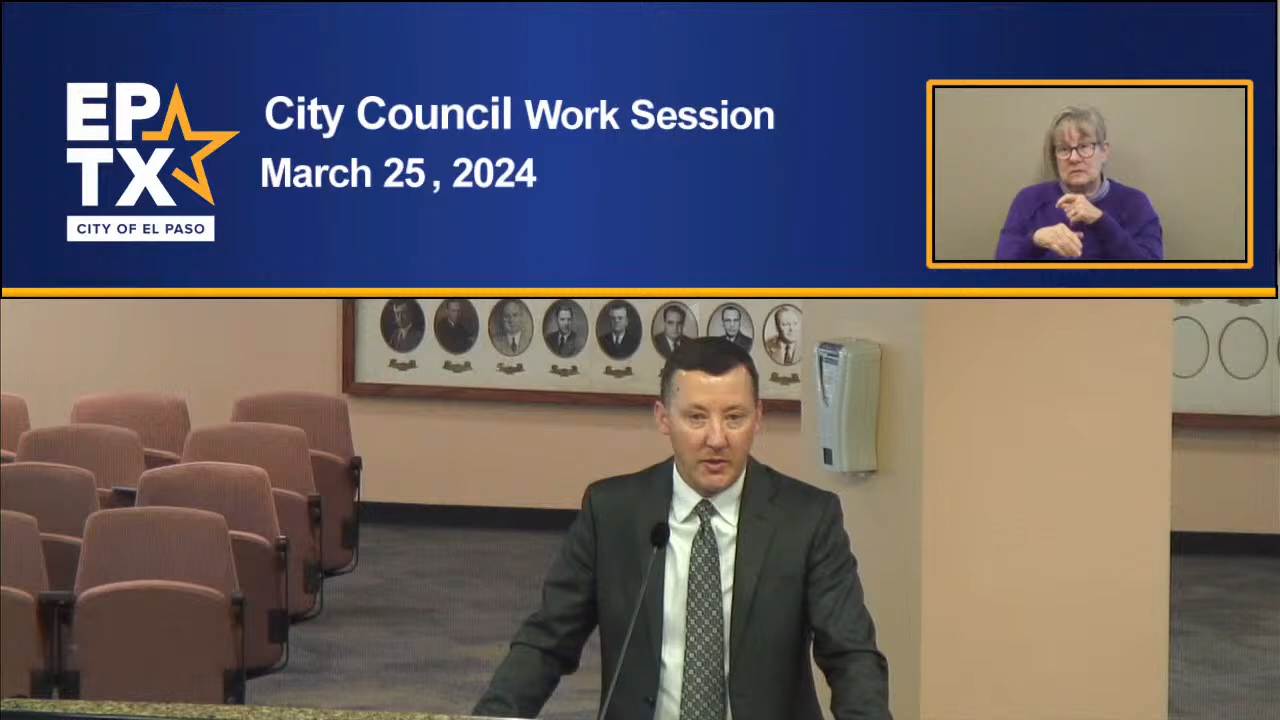 EP
TX
CITY OF EL PASO
City Council Work Session
March 25, 2024